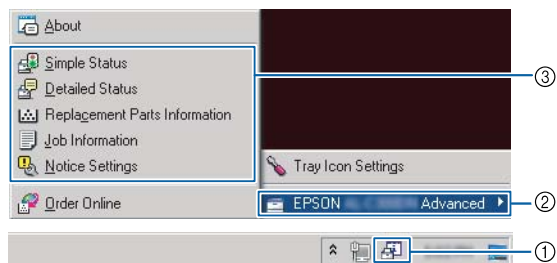 About
Simple Status
Detailed Status
Replacement Parts Information
Job Information
Notice Settings
Order Online
Tray Icon Settings
EPSON Advanced
③
②
①